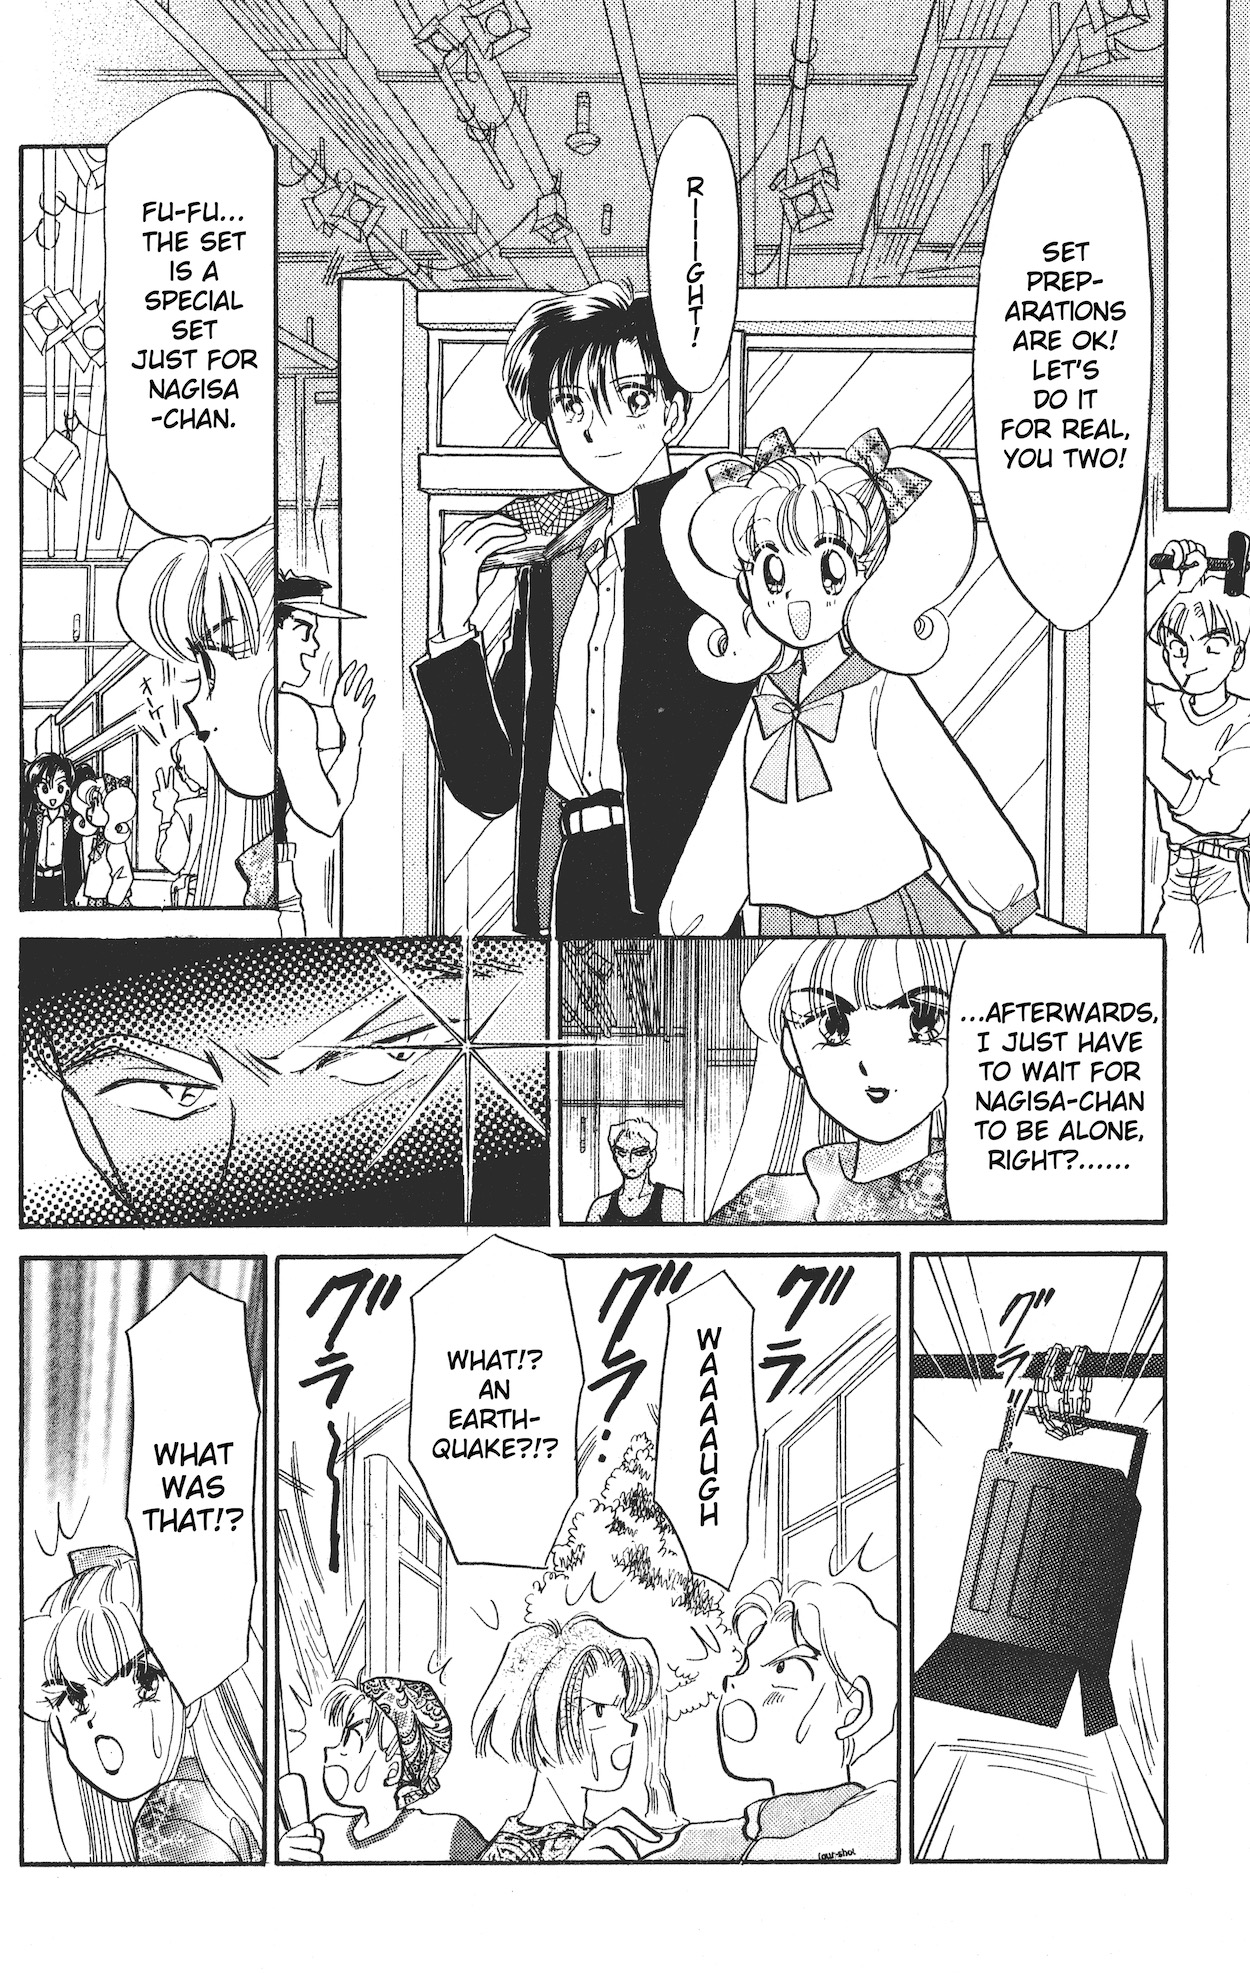 SET
PREP-
ARATIONS
ARE OK!
LET'S
DO IT
FOR REAL,
YOU TWO!
RIIIGHT!
FU-FU...
THE SET
IS A
SPECIAL
SET
JUST FOR
NAGISA
-CHAN.
...AFTERWARDS,
I JUST HAVE
TO WAIT FOR
NAGISA-CHAN
TO BE ALONE,
RIGHT?......
グラッ
グラ
WAAAAUGH
グラ…
WHAT!?
AN
EARTH-
QUAKE?!?
グラ〜
WHAT
WAS
THAT!?